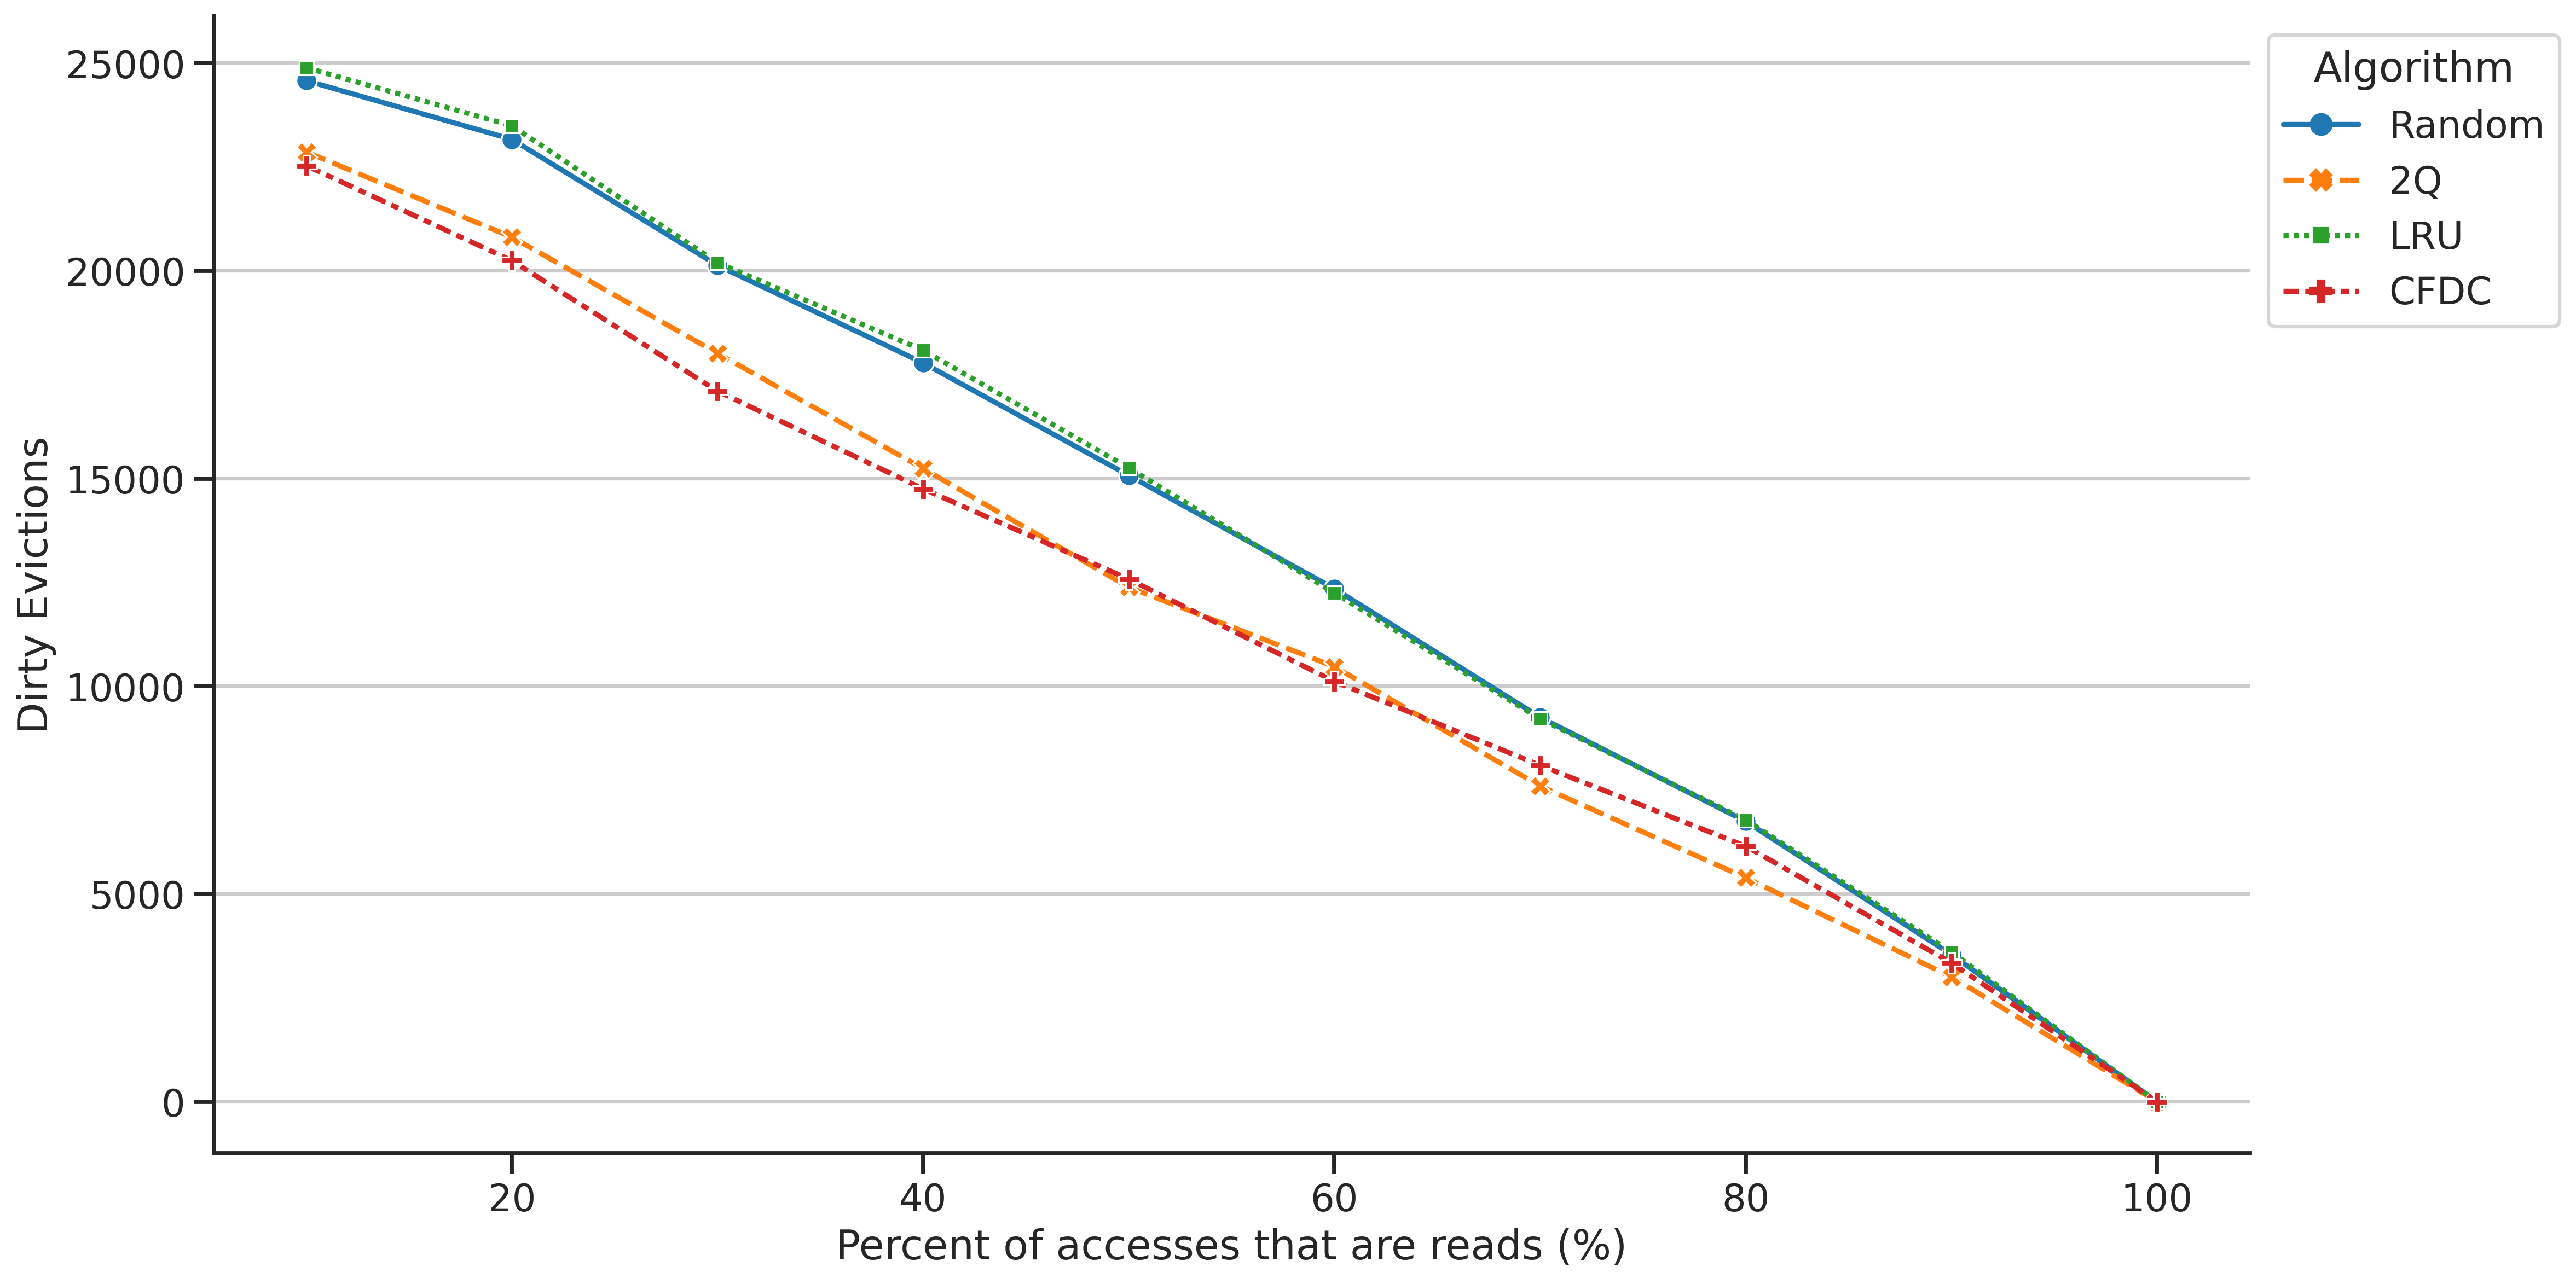 25000
20000
15000
10000
5000
0
Dirty Evictions
20
40
60
80
100
Percent of accesses that are reads (%)
Algorithm
Random
2Q
LRU
CFDC